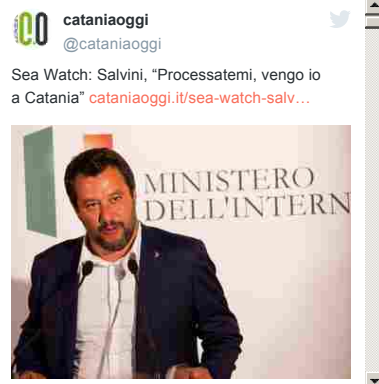 cataniaoggi
@cataniaoggi
Sea Watch: Salvini, “Processatemi, vengo io
a Catania” cataniaoggi.it/sea-watch-salv…
MINISTERO
DELL'INTERN